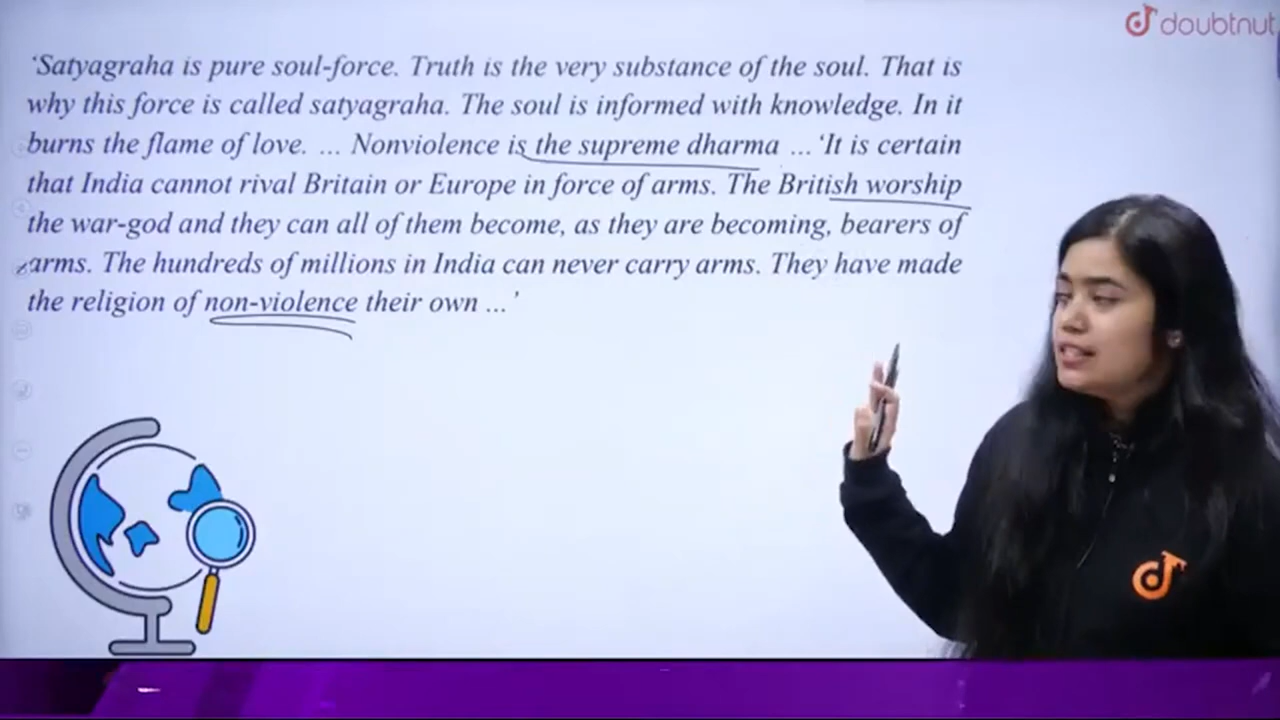 doubtnut
'Satyagraha is pure soul-force. Truth is the very substance of the soul. That is
why this force is called satyagraha. The soul is informed with knowledge. In it
burns the flame of love. ... Nonviolence is the supreme dharma ... 'It is certain
that India cannot rival Britain or Europe in force of arms. The British worship
the war-god and they can all of them become, as they are becoming, bearers of
arms. The hundreds of millions in India can never carry arms. They have made
the religion of non-violence their own ...'